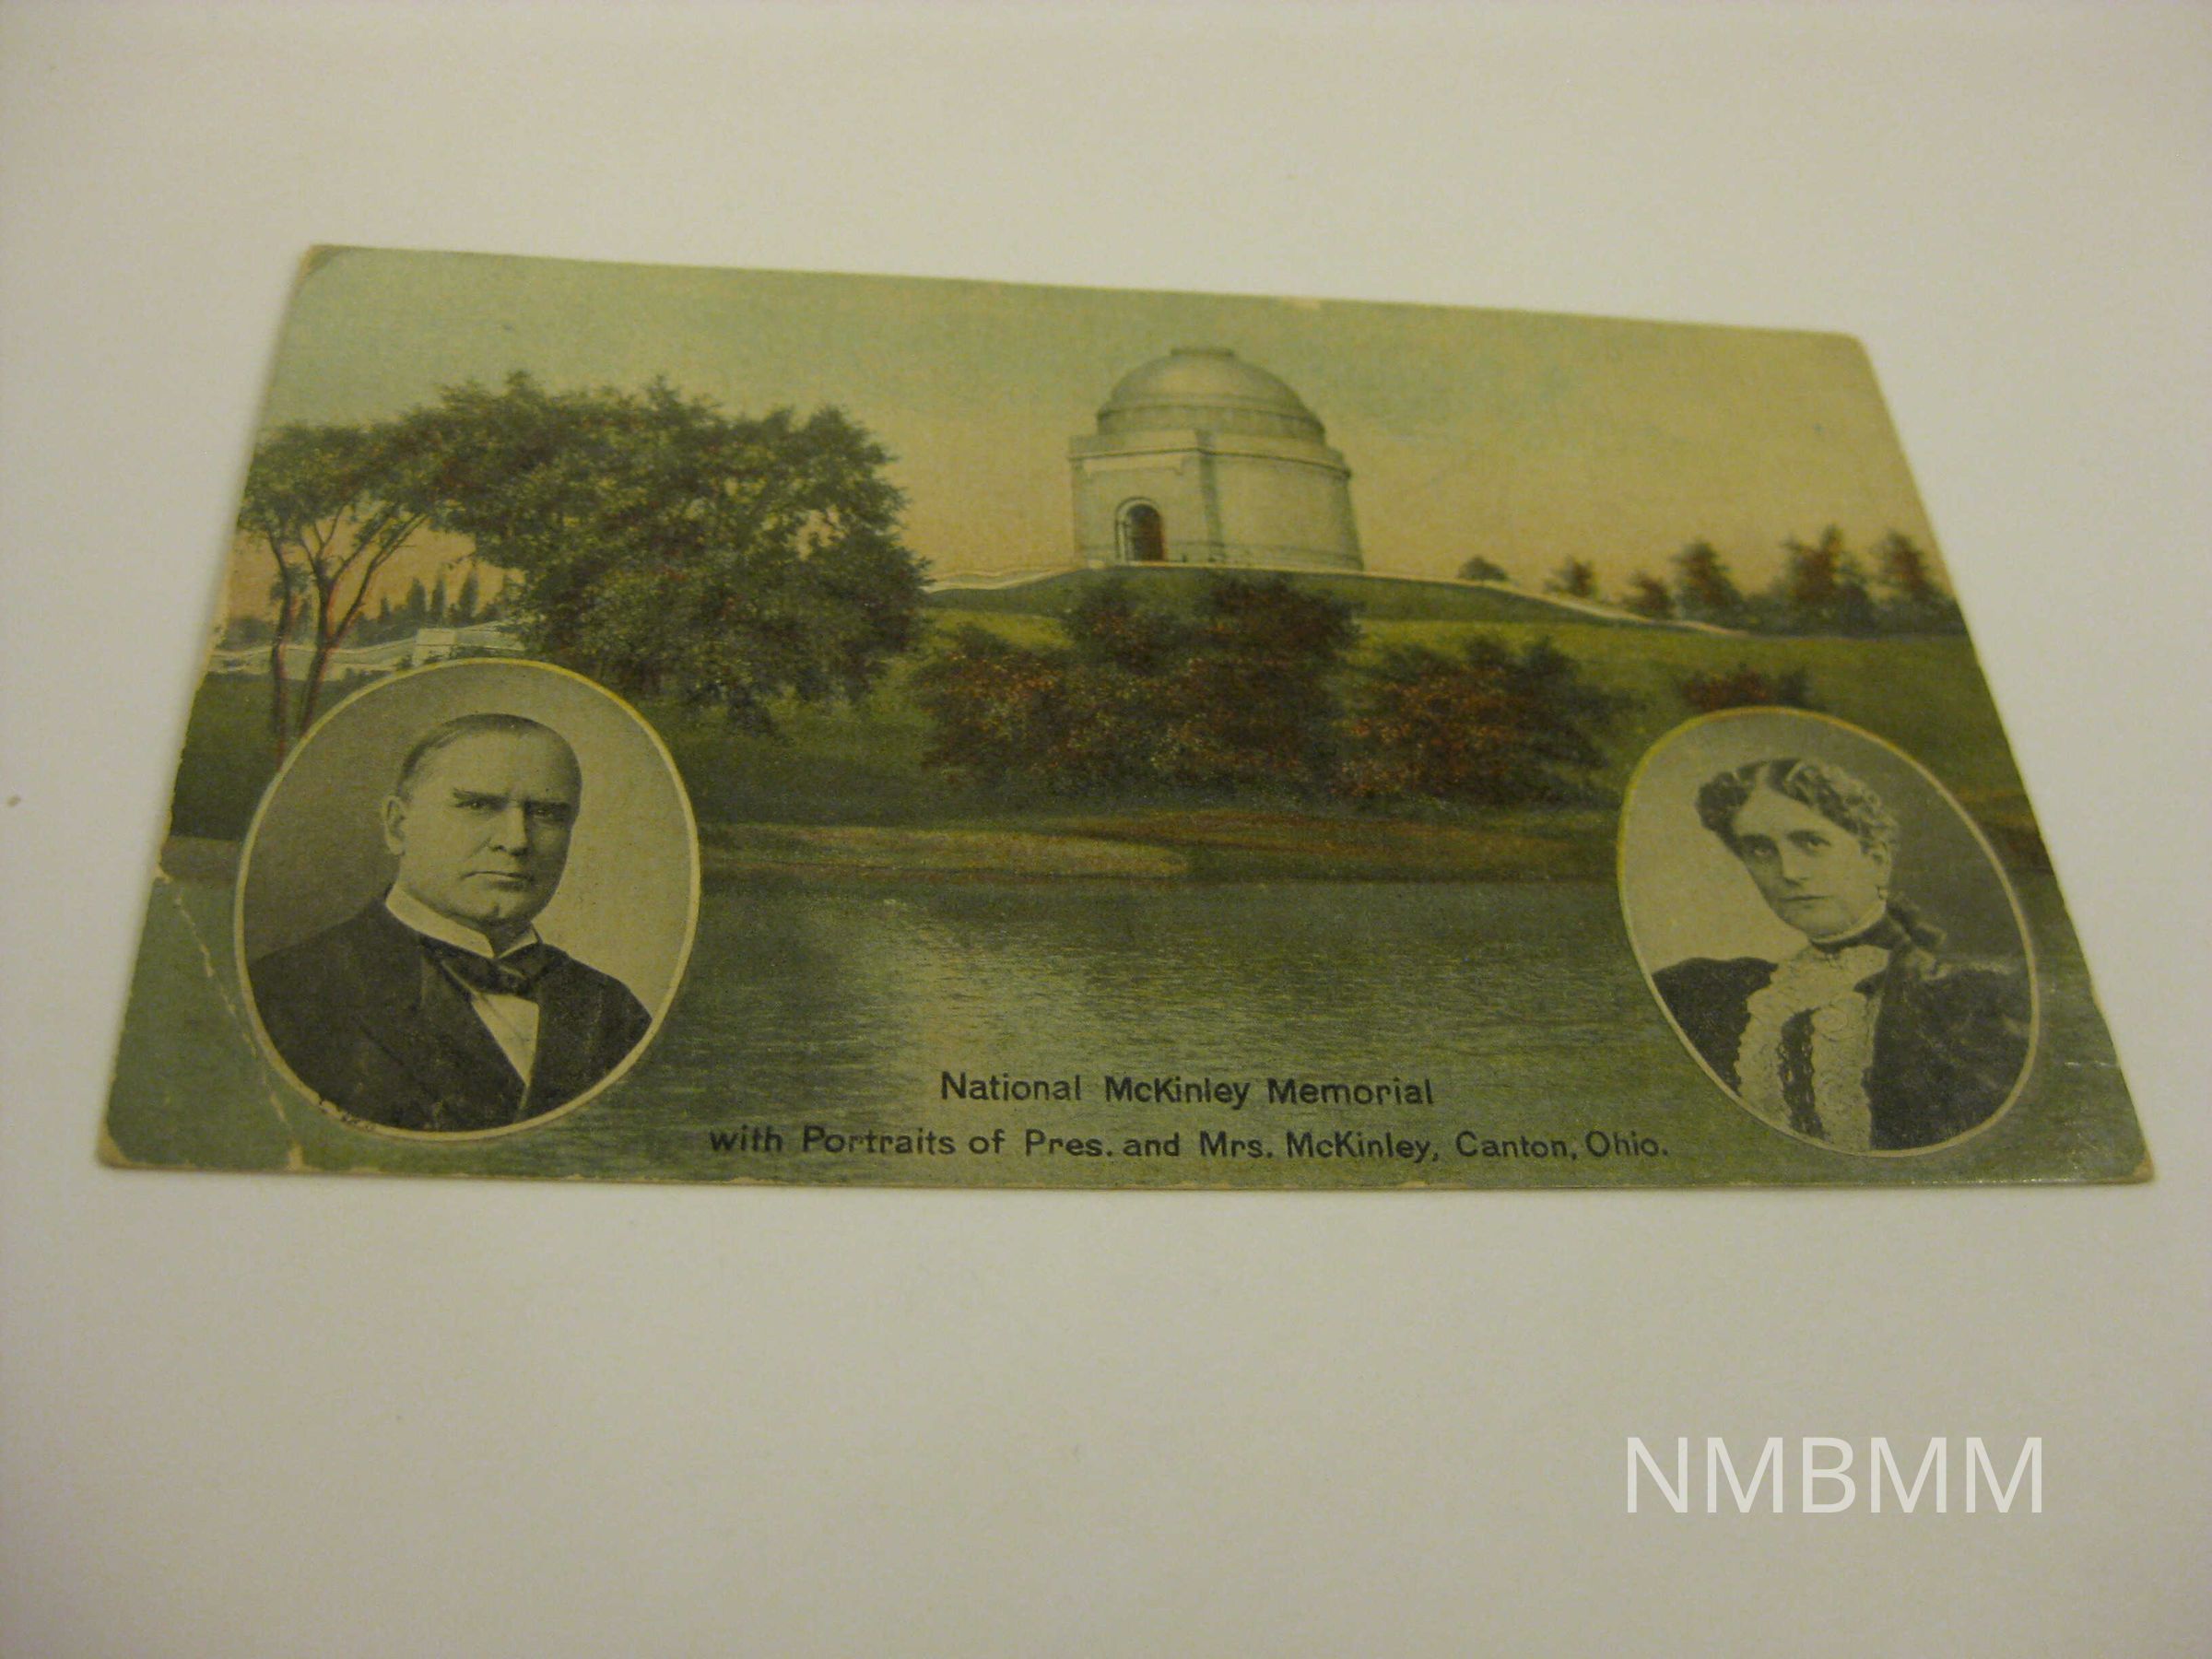 National McKinley Memorial
with Portraits of Pres. and Mrs. McKinley, Canton, Ohio.
NMBMM